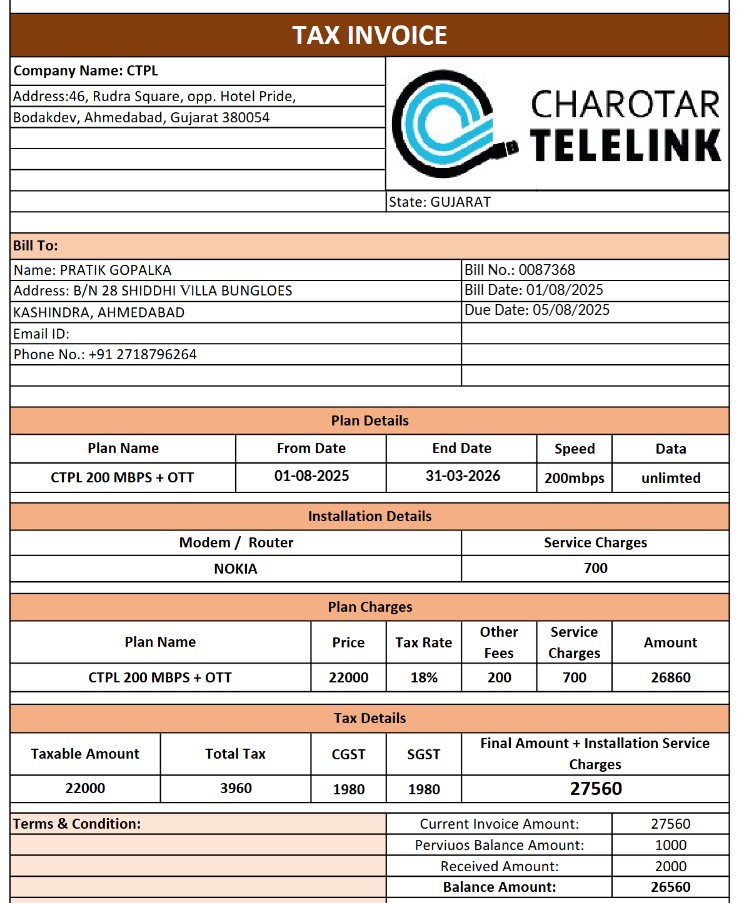 TAX INVOICE
Company Name: CTPL
Address:46, Rudra Square, opp. Hotel Pride,
Bodakdev, Ahmedabad, Gujarat 380054
CHAROTAR
TELELINK
State: GUJARAT
Bill To:
Name: PRATIK GOPALKA
Bill No.: 0087368
Address: B/N 28 SHIDDHI VILLA BUNGLOES
Bill Date: 01/08/2025
KASHINDRA, AHMEDABAD
Due Date: 05/08/2025
Email ID:
Phone No.: +91 2718796264
Plan Details
Plan Name From Date End Date Speed Data
CTPL 200 MBPS + OTT 01-08-2025 31-03-2026 200mbps unlimted
Installation Details
Modem / Router Service Charges
NOKIA 700
Plan Charges
Plan Name Price Tax Rate Other Fees Service Charges Amount
CTPL 200 MBPS + OTT 22000 18% 200 700 26860
Tax Details
Taxable Amount Total Tax CGST SGST Final Amount + Installation Service Charges
22000 3960 1980 1980 27560
Terms & Condition:
Current Invoice Amount: 27560
Perviuos Balance Amount: 1000
Received Amount: 2000
Balance Amount: 26560